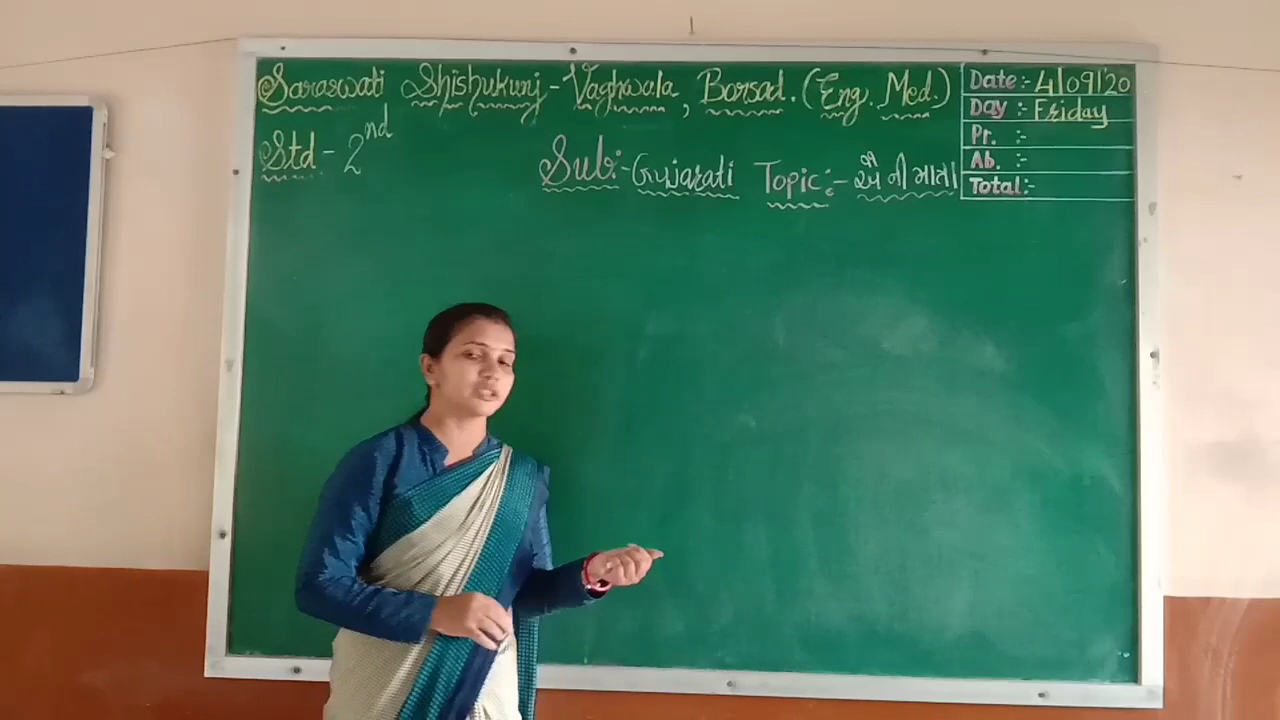 Saraswati Shishukunj - Vaghwala, Borsad. (Eng. Med.)
Std - 2nd
Sub:- Gujarati Topic:- ઐ ની માતા
Date:- 4/09/'20
Day:- Friday
Pr. :-
Ab. :-
Total:-